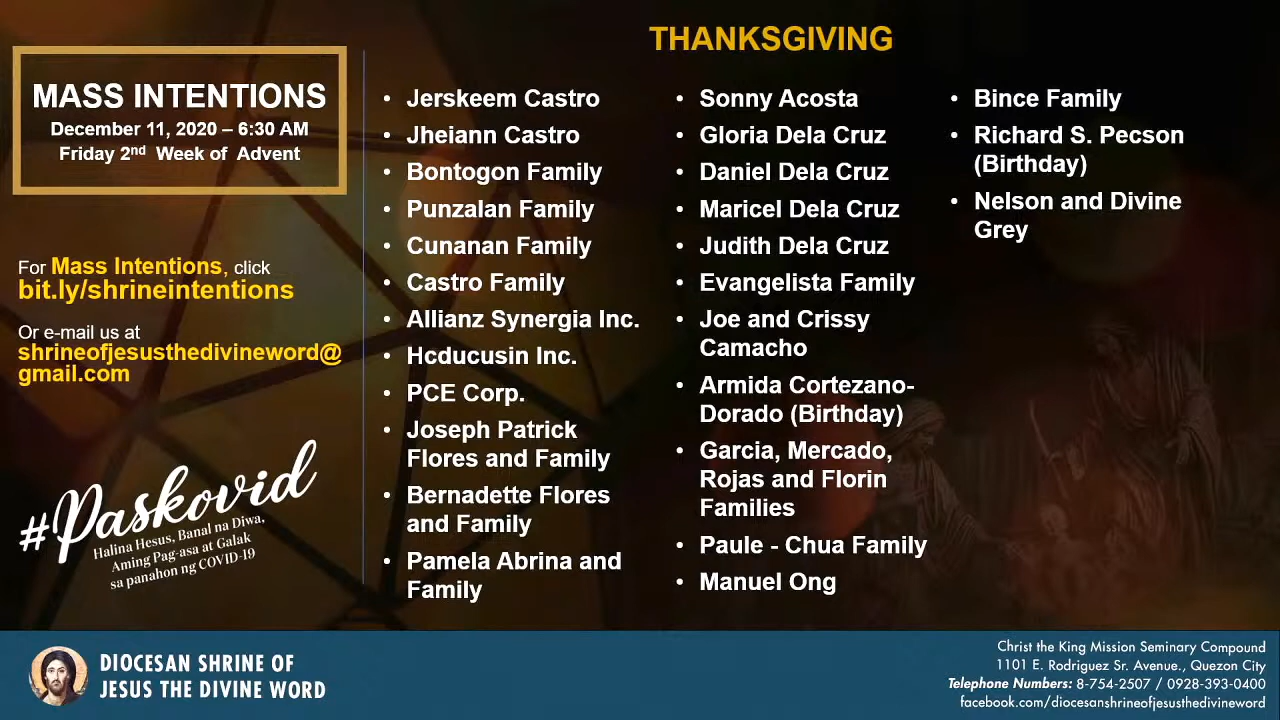 THANKSGIVING
MASS INTENTIONS
December 11, 2020 – 6:30 AM
Friday 2nd Week of Advent
For Mass Intentions, click
bit.ly/shrineintentions
Or e-mail us at
shrineofjesusthedivineword@
gmail.com
#Paskovid
Halina Hesus, Banal na Diwa,
Aming Pag-asa at Galak
sa panahon ng COVID-19
• Jerskeem Castro
• Jheiann Castro
• Bontogon Family
• Punzalan Family
• Cunanan Family
• Castro Family
• Allianz Synergia Inc.
• Hcducusin Inc.
• PCE Corp.
• Joseph Patrick
Flores and Family
• Bernadette Flores
and Family
• Pamela Abrina and
Family
• Sonny Acosta
• Gloria Dela Cruz
• Daniel Dela Cruz
• Maricel Dela Cruz
• Judith Dela Cruz
• Evangelista Family
• Joe and Crissy
Camacho
• Armida Cortezano-
Dorado (Birthday)
• Garcia, Mercado,
Rojas and Florin
Families
• Paule - Chua Family
• Manuel Ong
• Bince Family
• Richard S. Pecson
(Birthday)
• Nelson and Divine
Grey
DIOCESAN SHRINE OF
JESUS THE DIVINE WORD
Christ the King Mission Seminary Compound
1101 E. Rodriguez Sr. Avenue., Quezon City
Telephone Numbers: 8-754-2507 / 0928-393-0400
facebook.com/diocesanshrineofjesusthedivineword